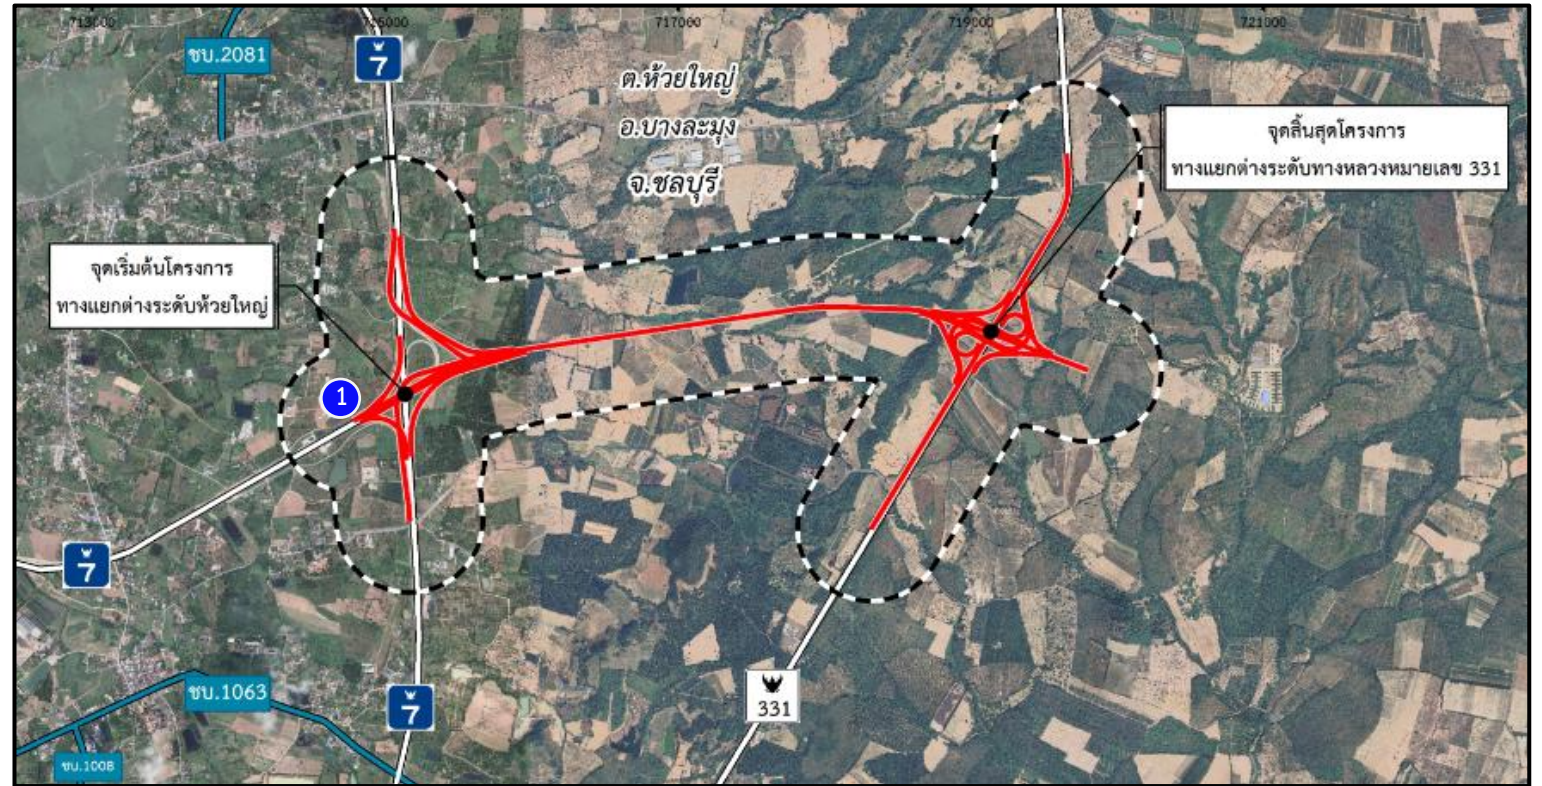 713000
715000
717000
719000
721000
ชบ.2081
7
ต.ห้วยใหญ่
อ.บางละมุง
จ.ชลบุรี
จุดสิ้นสุดโครงการ
ทางแยกต่างระดับทางหลวงหมายเลข 331
จุดเริ่มต้นโครงการ
ทางแยกต่างระดับห้วยใหญ่
1
7
ชบ.1063
7
331
ชบ.1008